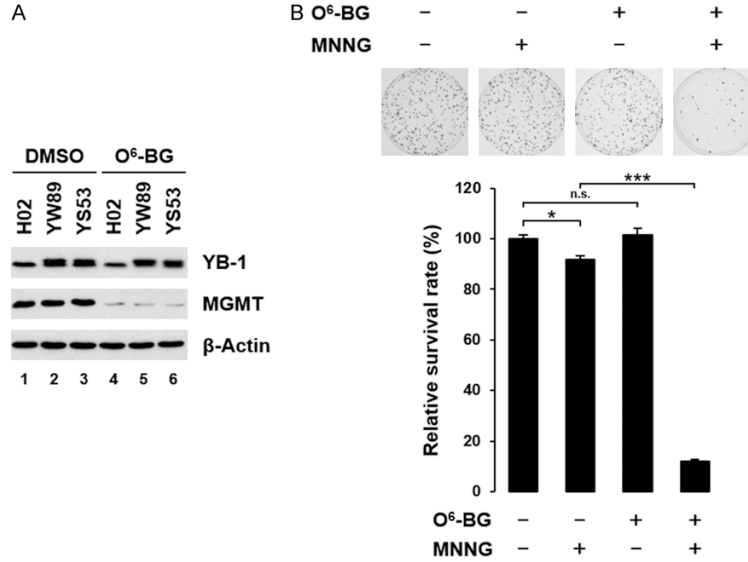 A
DMSO O⁶-BG
H02 YW89 YS53 H02 YW89 YS53
YB-1
MGMT
β-Actin
1 2 3 4 5 6
B
O⁶-BG – – + +
MNNG – + – +
Relative survival rate (%)
120
100
80
60
40
20
0
***
n.s.
*
O⁶-BG – – + +
MNNG – + – +